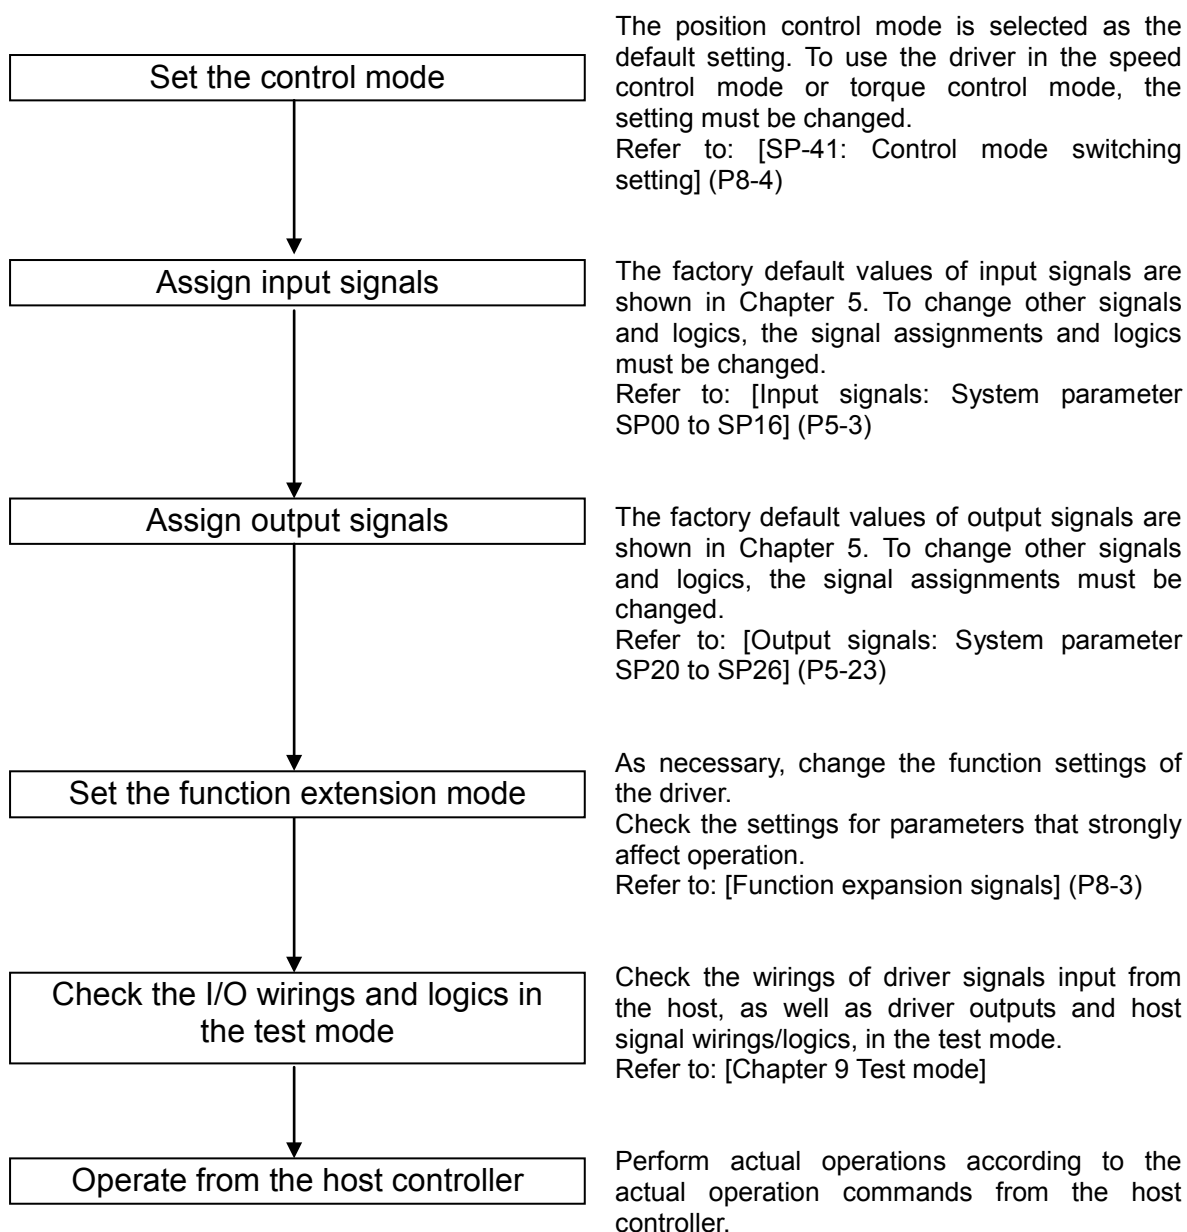 Set the control mode
The position control mode is selected as the
default setting. To use the driver in the speed
control mode or torque control mode, the
setting must be changed.
Refer to: [SP-41: Control mode switching
setting] (P8-4)
Assign input signals
The factory default values of input signals are
shown in Chapter 5. To change other signals
and logics, the signal assignments and logics
must be changed.
Refer to: [Input signals: System parameter
SP00 to SP16] (P5-3)
Assign output signals
The factory default values of output signals are
shown in Chapter 5. To change other signals
and logics, the signal assignments must be
changed.
Refer to: [Output signals: System parameter
SP20 to SP26] (P5-23)
Set the function extension mode
As necessary, change the function settings of
the driver.
Check the settings for parameters that strongly
affect operation.
Refer to: [Function expansion signals] (P8-3)
Check the I/O wirings and logics in
the test mode
Check the wirings of driver signals input from
the host, as well as driver outputs and host
signal wirings/logics, in the test mode.
Refer to: [Chapter 9 Test mode]
Operate from the host controller
Perform actual operations according to the
actual operation commands from the host
controller.